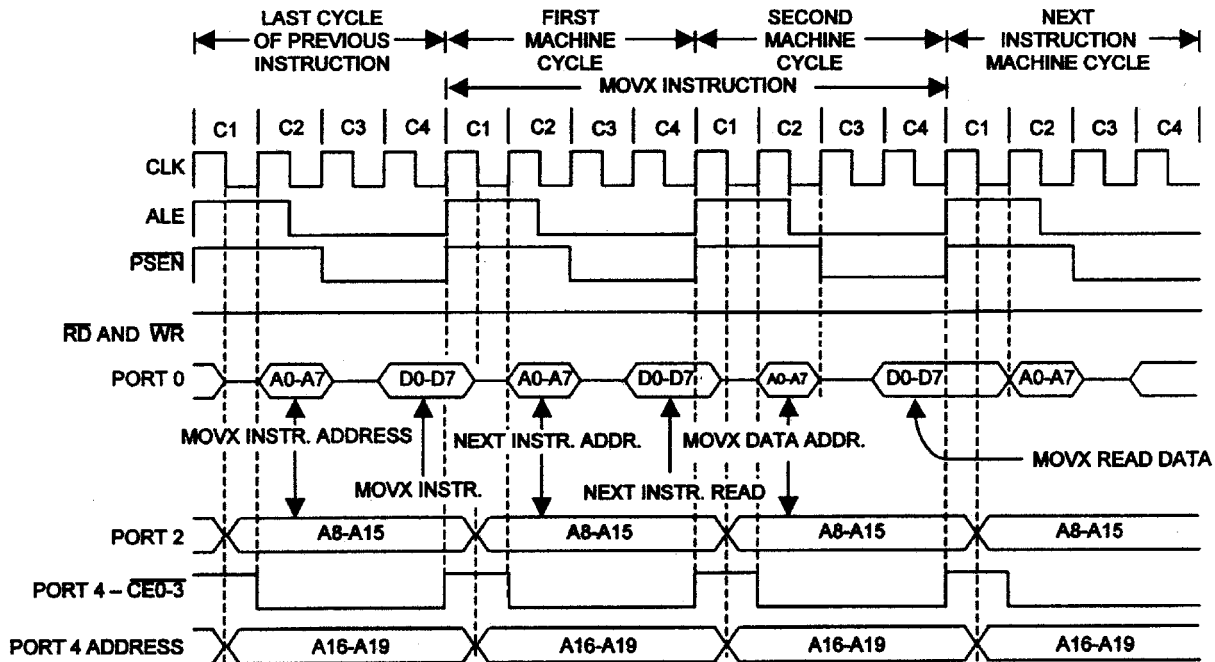 LAST CYCLE
OF PREVIOUS
INSTRUCTION
FIRST
MACHINE
CYCLE
SECOND
MACHINE
CYCLE
NEXT
INSTRUCTION
MACHINE CYCLE
MOVX INSTRUCTION
C1 C2 C3 C4 C1 C2 C3 C4 C1 C2 C3 C4 C1 C2 C3 C4
CLK
ALE
PSEN
RD AND WR
PORT 0 A0-A7 D0-D7 A0-A7 D0-D7 A0-A7 D0-D7 A0-A7
MOVX INSTR. ADDRESS
NEXT INSTR. ADDR.
MOVX DATA ADDR.
MOVX READ DATA
MOVX INSTR.
NEXT INSTR. READ
PORT 2 A8-A15 A8-A15 A8-A15 A8-A15
PORT 4 – CE0-3
PORT 4 ADDRESS A16-A19 A16-A19 A16-A19 A16-A19